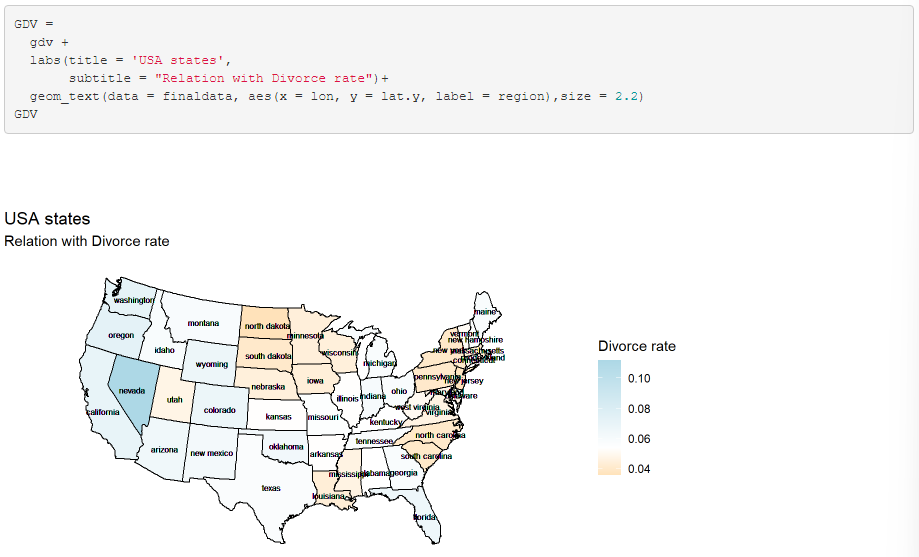 GDV =
gdv +
labs(title = 'USA states',
subtitle = "Relation with Divorce rate")+
geom_text(data = finaldata, aes(x = lon, y = lat.y, label = region),size = 2.2)
GDV
USA states
Relation with Divorce rate
washington
montana
north dakota
minnesota
maine
oregon
idaho
wyoming
south dakota
wisconsin
michigan
vermont
new hampshire
nevada
utah
colorado
nebraska
iowa
illinois
indiana
ohio
pennsylvania
california
kansas
missouri
kentucky
west virginia
virginia
arizona
new mexico
oklahoma
arkansas
tennessee
north carolina
south carolina
texas
louisiana
mississippi
alabama
georgia
florida
Divorce rate
0.10
0.08
0.06
0.04